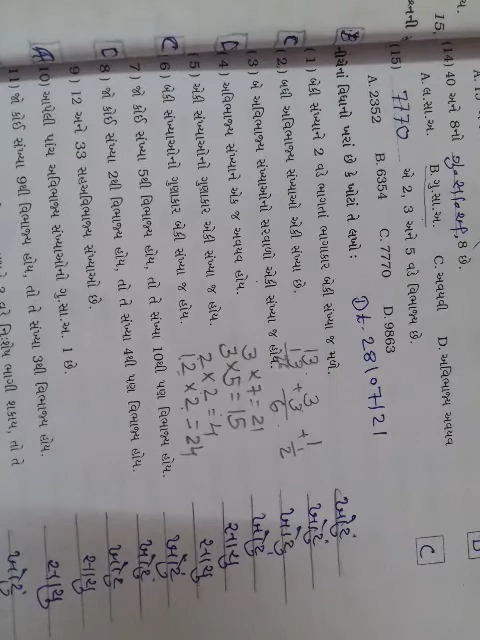 15, (14) 40 અને 8નો ગુ.સા.અ. 8 છે.
A. લ.સા.અ. B. ગુ.સા.અ. C. અવયવી D. અવિભાજ્ય અવયવ
(15) 7770 એ 2, 3 અને 5 વડે વિભાજ્ય છે. C
A. 2352 B. 6354 C. 7770 D. 9863
Dt. 28/07/21
નીચેનાં વિધાનો ખરાં છે કે ખોટાં તે લખો :
(1) બેકી સંખ્યાને 2 વડે ભાગતાં ભાગાકાર બેકી સંખ્યા જ મળે. ખોટું
(2) બધી અવિભાજ્ય સંખ્યાઓ એકી સંખ્યા છે. ખોટું
(3) બે અવિભાજ્ય સંખ્યાઓનો સરવાળો એકી સંખ્યા જ હોય. ખોટું
(4) અવિભાજ્ય સંખ્યાને એક જ અવયવ હોય. ખોટું
3 × 7 = 21
(5) એકી સંખ્યાઓનો ગુણાકાર એકી સંખ્યા જ હોય. સાચુ
3 × 5 = 15
(6) બેકી સંખ્યાઓનો ગુણાકાર બેકી સંખ્યા જ હોય. સાચુ
2 × 2 = 4
12 × 2 = 24
(7) જો કોઈ સંખ્યા 5થી વિભાજ્ય હોય, તો તે સંખ્યા 10થી પણ વિભાજ્ય હોય. ખોટું
(8) જો કોઈ સંખ્યા 2થી વિભાજ્ય હોય, તો તે સંખ્યા 4થી પણ વિભાજ્ય હોય. ખોટું
(9) 12 અને 33 સહઅવિભાજ્ય સંખ્યાઓ છે. ખોટું
(10) આપેલી પાંચ અવિભાજ્ય સંખ્યાઓનો ગુ.સા.અ. 1 છે. સાચુ
(11) જો કોઈ સંખ્યા 9થી વિભાજ્ય હોય, તો તે સંખ્યા 3થી વિભાજ્ય હોય. સાચુ
વડે નિઃશેષ ભાગી શકાય, તો તે ખોટું